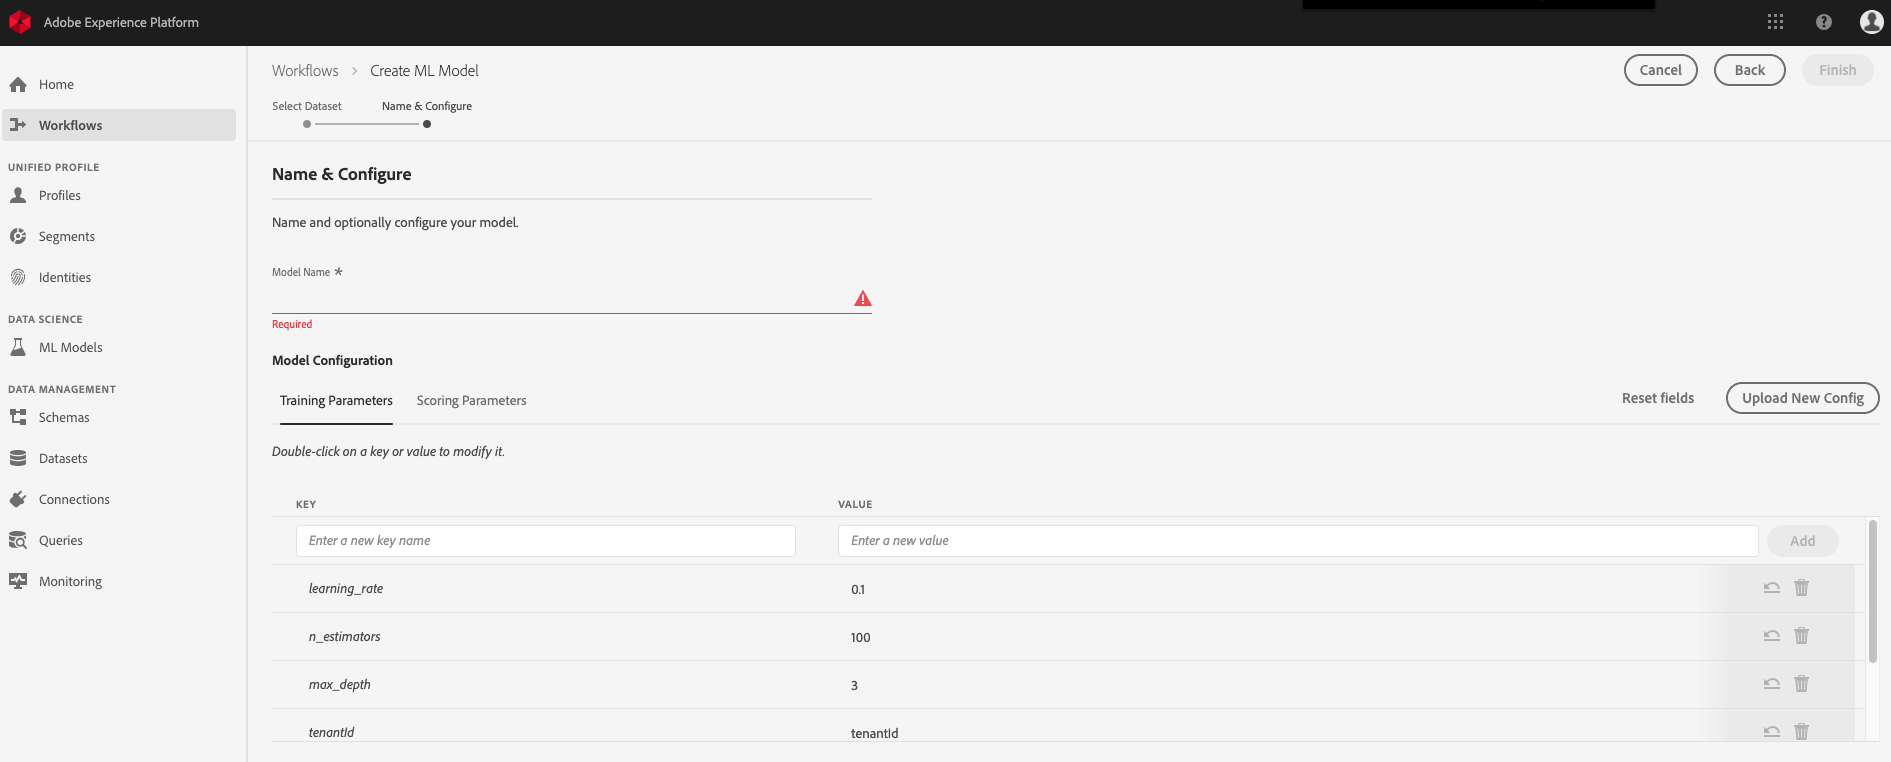 Adobe Experience Platform
Home
Workflows
UNIFIED PROFILE
Profiles
Segments
Identities
DATA SCIENCE
ML Models
DATA MANAGEMENT
Schemas
Datasets
Connections
Queries
Monitoring
Workflows > Create ML Model
Cancel Back Finish
Select Dataset Name & Configure
Name & Configure
Name and optionally configure your model.
Model Name *
Required
Model Configuration
Training Parameters Scoring Parameters Reset fields Upload New Config
Double-click on a key or value to modify it.
KEY VALUE
Enter a new key name Enter a new value Add
learning_rate 0.1
n_estimators 100
max_depth 3
tenantId tenantId